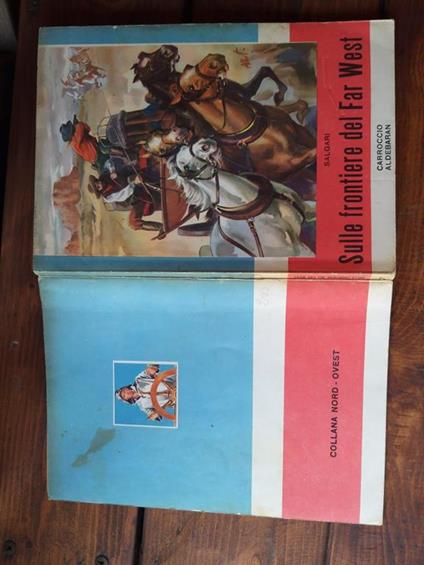 SALGARI
Sulle frontiere del Far West
CARROCCIO
ALDEBARAN
COLLANA NORD - OVEST